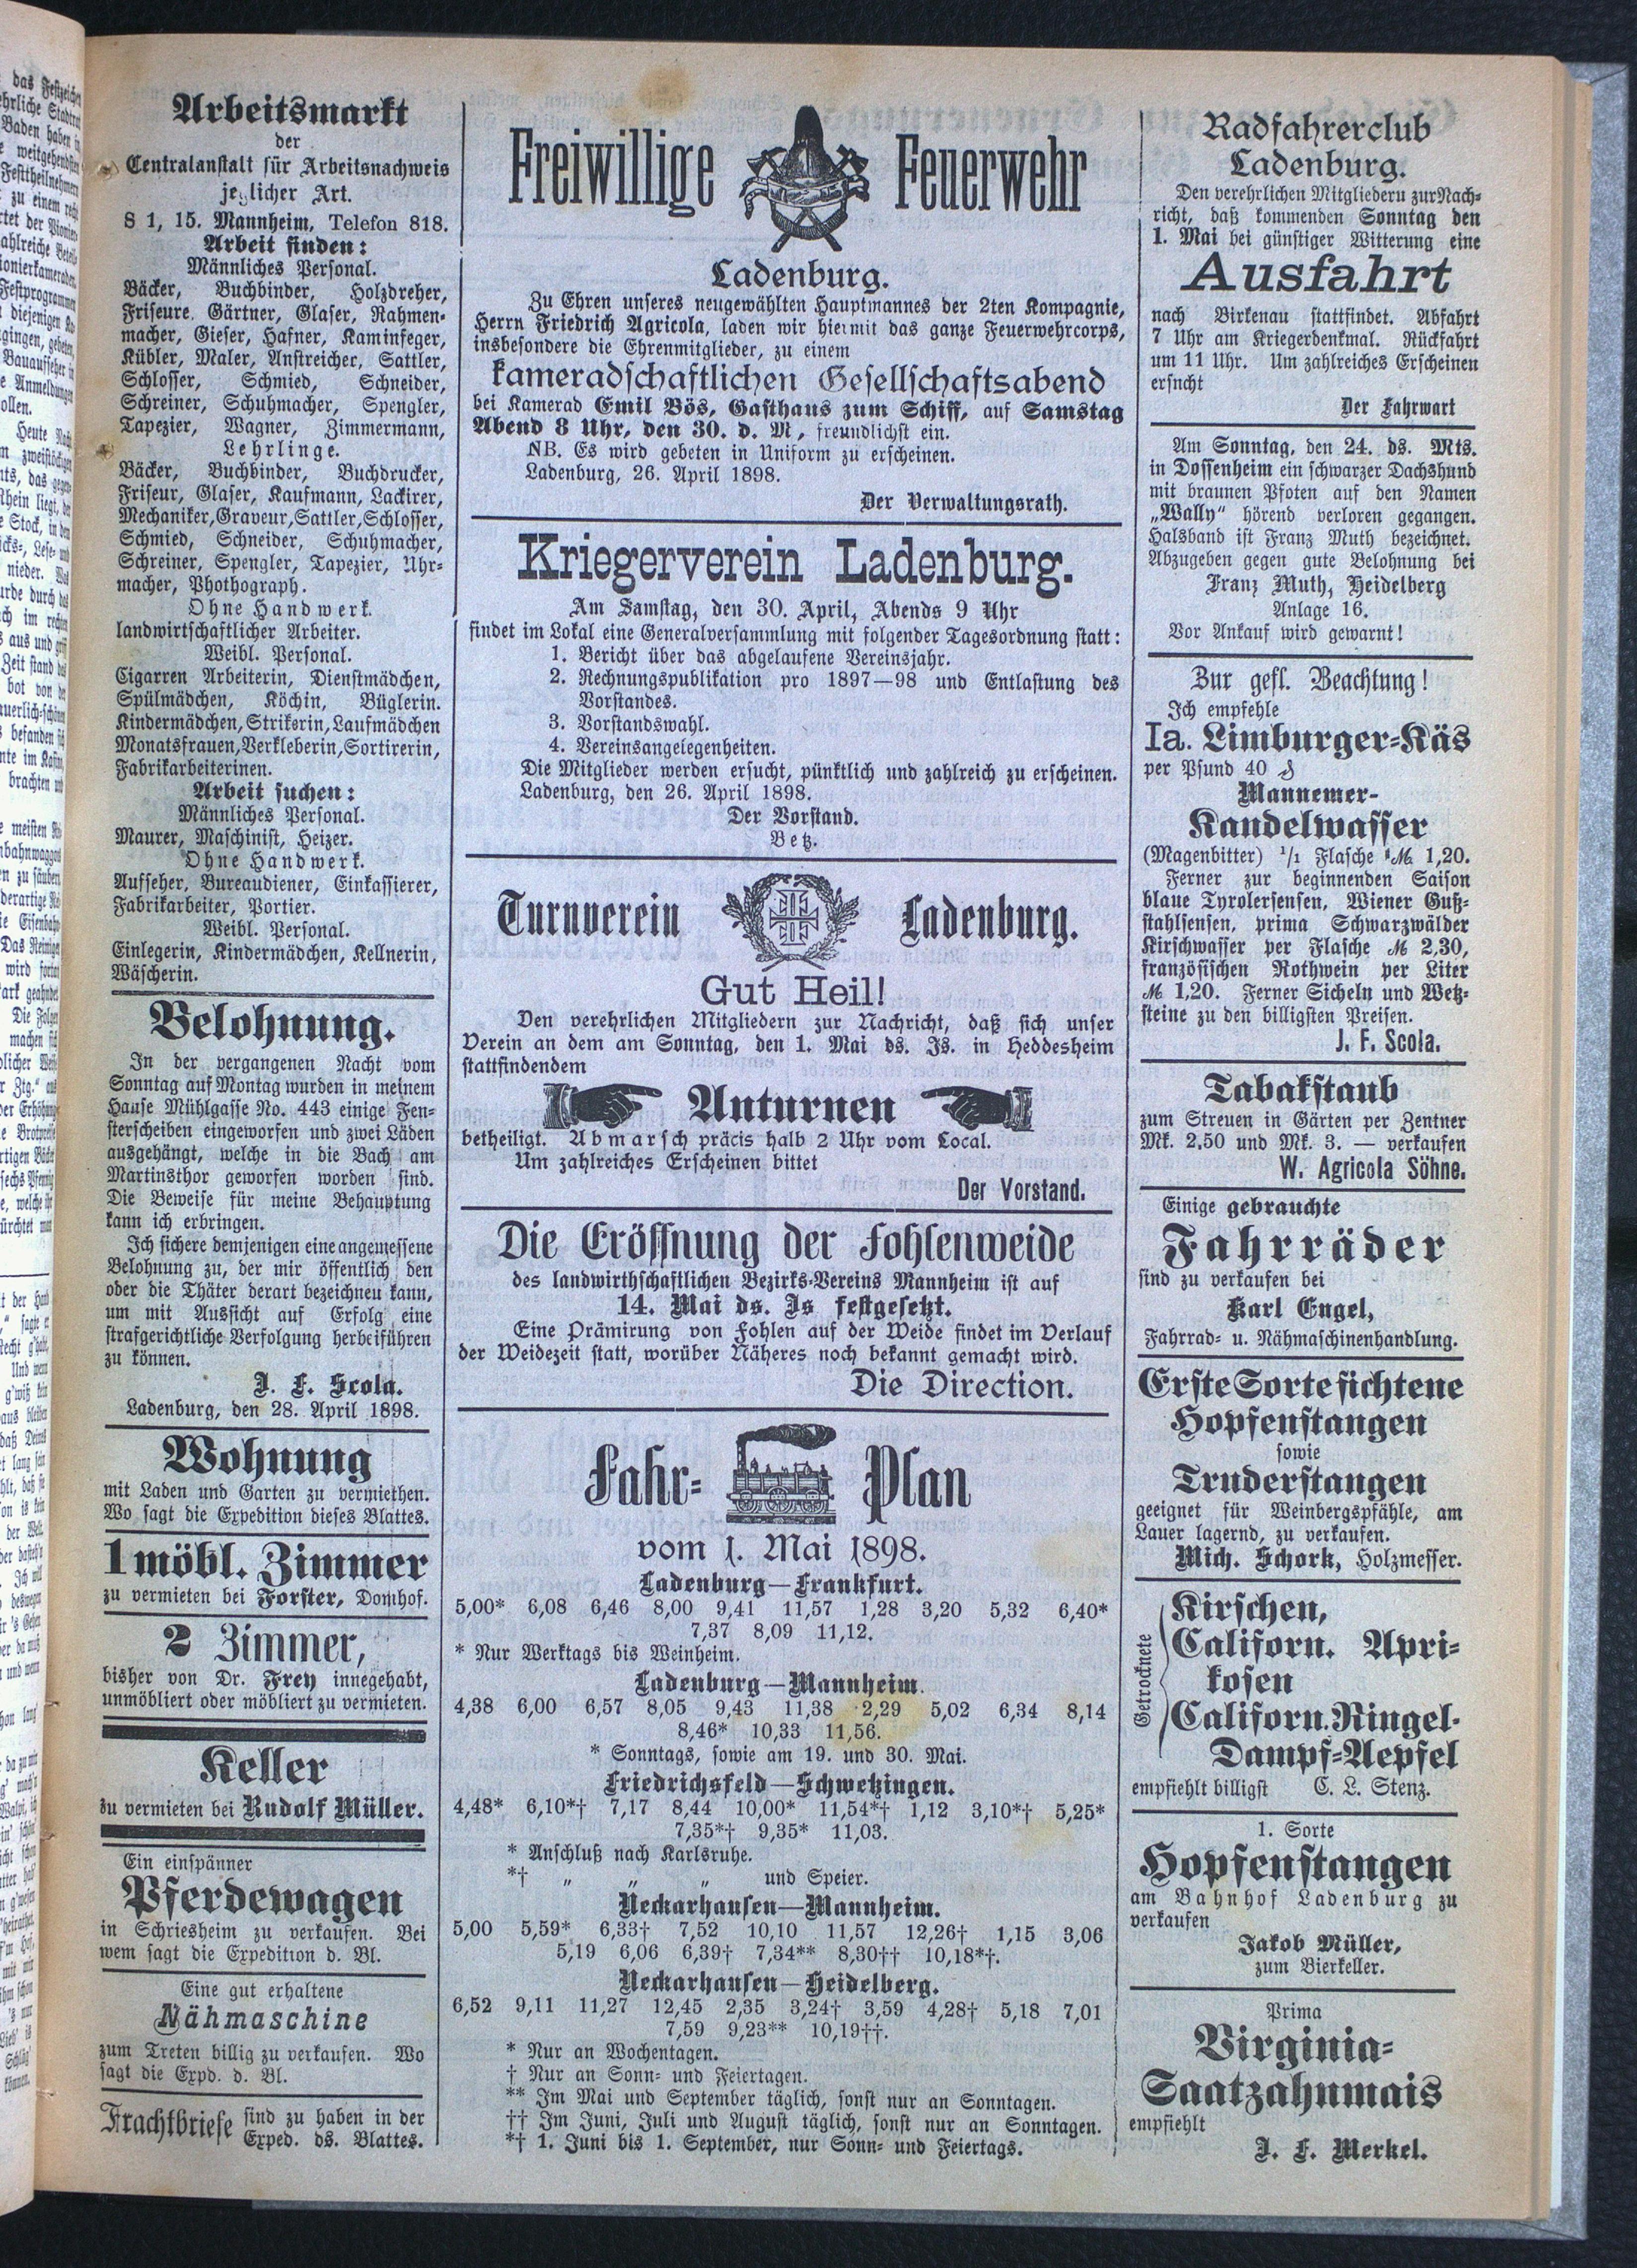 Arbeitsmarkt
der
Centralanstalt für Arbeitsnachweis
jeglicher Art.
S 1, 15. Mannheim, Telefon 818.
Arbeit finden:
Männliches Personal.
Bäcker, Buchbinder, Holzdreher,
Friseure, Gärtner, Glaser, Rahmen-
macher, Gieser, Hafner, Kaminfeger,
Kübler, Maler, Anstreicher, Sattler,
Schlosser, Schmied, Schneider,
Schreiner, Schuhmacher, Spengler,
Tapezier, Wagner, Zimmermann,
Lehrlinge.
Bäcker, Buchbinder, Buchdrucker,
Friseur, Glaser, Kaufmann, Lackirer,
Mechaniker, Graveur, Sattler, Schlosser,
Schmied, Schneider, Schuhmacher,
Schreiner, Spengler, Tapezier, Uhr-
macher, Phothograph.
Ohne Handwerk.
landwirtschaftlicher Arbeiter.
Weibl. Personal.
Cigarren Arbeiterin, Dienstmädchen,
Spülmädchen, Köchin, Büglerin.
Kindermädchen, Strikerin, Laufmädchen
Monatsfrauen, Verkleberin, Sortirerin,
Fabrikarbeiterinen.
Arbeit suchen:
Männliches Personal.
Maurer, Maschinist, Heizer.
Ohne Handwerk.
Aufseher, Bureaudiener, Einkassierer,
Fabrikarbeiter, Portier.
Weibl. Personal.
Einlegerin, Kindermädchen, Kellnerin,
Wäscherin.
Belohnung.
In der vergangenen Nacht vom
Sonntag auf Montag wurden in meinem
Hause Mühlgasse No. 443 einige Fen-
sterscheiben eingeworfen und zwei Läden
ausgehängt, welche in die Bach am
Martinsthor geworfen worden sind.
Die Beweise für meine Behauptung
kann ich erbringen.
Ich sichere demjenigen eine angemessene
Belohnung zu, der mir öffentlich den
oder die Thäter derart bezeichneu kann,
um mit Aussicht auf Erfolg eine
strafgerichtliche Verfolgung herbeiführen
zu können.
J. F. Scola.
Ladenburg, den 28. April 1898.
Wohnung
mit Laden und Garten zu vermiethen.
Wo sagt die Expedition dieses Blattes.
1 möbl. Zimmer
zu vermieten bei Forster, Domhof.
2 Zimmer,
bisher von Dr. Frey innegehabt,
unmöbliert oder möbliert zu vermieten.
Keller
zu vermieten bei Rudolf Müller.
Ein einspänner
Pferdewagen
in Schriesheim zu verkaufen. Bei
wem sagt die Expedition d. Bl.
Eine gut erhaltene
Nähmaschine
zum Treten billig zu verkaufen. Wo
sagt die Expd. d. Bl.
Frachtbriefe sind zu haben in der
Exped. ds. Blattes.
Freiwillige Feuerwehr
Ladenburg.
Zu Ehren unseres neugewählten Hauptmannes der 2ten Kompagnie,
Herrn Friedrich Agricola, laden wir hiermit das ganze Feuerwehrcorps,
insbesondere die Ehrenmitglieder, zu einem
kameradschaftlichen Gesellschaftsabend
bei Kamerad Emil Bös, Gasthaus zum Schiff, auf Samstag
Abend 8 Uhr, den 30. d. M., freundlichst ein.
NB. Es wird gebeten in Uniform zu erscheinen.
Ladenburg, 26. April 1898.
Der Verwaltungsrath.
Kriegerverein Ladenburg.
Am Samstag, den 30. April, Abends 9 Uhr
findet im Lokal eine Generalversammlung mit folgender Tagesordnung statt:
1. Bericht über das abgelaufene Vereinsjahr.
2. Rechnungspublikation pro 1897—98 und Entlastung des
Vorstandes.
3. Vorstandswahl.
4. Vereinsangelegenheiten.
Die Mitglieder werden ersucht, pünktlich und zahlreich zu erscheinen.
Ladenburg, den 26. April 1898.
Der Vorstand.
Betz.
Turnverein Ladenburg.
Gut Heil!
Den verehrlichen Mitgliedern zur Nachricht, daß sich unser
Verein an dem am Sonntag, den 1. Mai ds. Js. in Heddesheim
stattfindendem
Anturnen
betheiligt. Abmarsch präcis halb 2 Uhr vom Local.
Um zahlreiches Erscheinen bittet
Der Vorstand.
Die Eröffnung der Fohlenweide
des landwirthschaftlichen Bezirks-Vereins Mannheim ist auf
14. Mai ds. Js festgesetzt.
Eine Prämirung von Fohlen auf der Weide findet im Verlauf
der Weidezeit statt, worüber Näheres noch bekannt gemacht wird.
Die Direction.
Fahr- Plan
vom 1. Mai 1898.
Ladenburg—Frankfurt.
5,00* 6,08 6,46 8,00 9,41 11,57 1,28 3,20 5,32 6,40*
7,37 8,09 11,12.
* Nur Werktags bis Weinheim.
Ladenburg—Mannheim.
4,38 6,00 6,57 8,05 9,43 11,38 2,29 5,02 6,34 8,14
8,46* 10,33 11,56.
* Sonntags, sowie am 19. und 30. Mai.
Friedrichsfeld—Schwetzingen.
4,48* 6,10*† 7,17 8,44 10,00* 11,54*† 1,12 3,10*† 5,25*
7,35*† 9,35* 11,03.
* Anschluß nach Karlsruhe.
*† „ „ „ und Speier.
Neckarhausen—Mannheim.
5,00 5,59* 6,33† 7,52 10,10 11,57 12,26† 1,15 3,06
5,19 6,06 6,39† 7,34** 8,30†† 10,18*†.
Neckarhausen—Heidelberg.
6,52 9,11 11,27 12,45 2,35 3,24† 3,59 4,28† 5,18 7,01
7,59 9,23** 10,19††.
* Nur an Wochentagen.
† Nur an Sonn- und Feiertagen.
** Im Mai und September täglich, sonst nur an Sonntagen.
†† Im Juni, Juli und August täglich, sonst nur an Sonntagen.
*† 1. Juni bis 1. September, nur Sonn- und Feiertags.
Radfahrerclub
Ladenburg.
Den verehrlichen Mitgliedern zur Nach-
richt, daß kommenden Sonntag den
1. Mai bei günstiger Witterung eine
Ausfahrt
nach Birkenau stattfindet. Abfahrt
7 Uhr am Kriegerdenkmal. Rückfahrt
um 11 Uhr. Um zahlreiches Erscheinen
ersucht
Der Fahrwart
Am Sonntag, den 24. ds. Mts.
in Dossenheim ein schwarzer Dachshund
mit braunen Pfoten auf den Namen
„Wally“ hörend verloren gegangen.
Halsband ist Franz Muth bezeichnet.
Abzugeben gegen gute Belohnung bei
Franz Muth, Heidelberg
Anlage 16.
Vor Ankauf wird gewarnt!
Zur gefl. Beachtung!
Ich empfehle
Ia. Limburger-Käs
per Pfund 40 ₰
Mannemer-
Kandelwasser
(Magenbitter) 1/1 Flasche M. 1,20.
Ferner zur beginnenden Saison
blaue Tyrolersensen, Wiener Guß-
stahlsensen, prima Schwarzwälder
Kirschwasser per Flasche M 2,30,
französischen Rothwein per Liter
M. 1,20. Ferner Sicheln und Wetz-
steine zu den billigsten Preisen.
J. F. Scola.
Tabakstaub
zum Streuen in Gärten per Zentner
Mk. 2,50 und Mk. 3. — verkaufen
W. Agricola Söhne.
Einige gebrauchte
Fahrräder
sind zu verkaufen bei
Karl Engel,
Fahrrad- u. Nähmaschinenhandlung.
Erste Sorte fichtene
Hopfenstangen
sowie
Truderstangen
geeignet für Weinbergspfähle, am
Lauer lagernd, zu verkaufen.
Mich. Schork, Holzmesser.
Getrocknete
Kirschen,
Californ. Apri-
kosen
Californ. Ringel-
Dampf-Aepfel
empfiehlt billigst C. L. Stenz.
1. Sorte
Hopfenstangen
am Bahnhof Ladenburg zu
verkaufen
Jakob Müller,
zum Bierkeller.
Prima
Virginia-
Saatzahnmais
empfiehlt
J. F. Merkel.